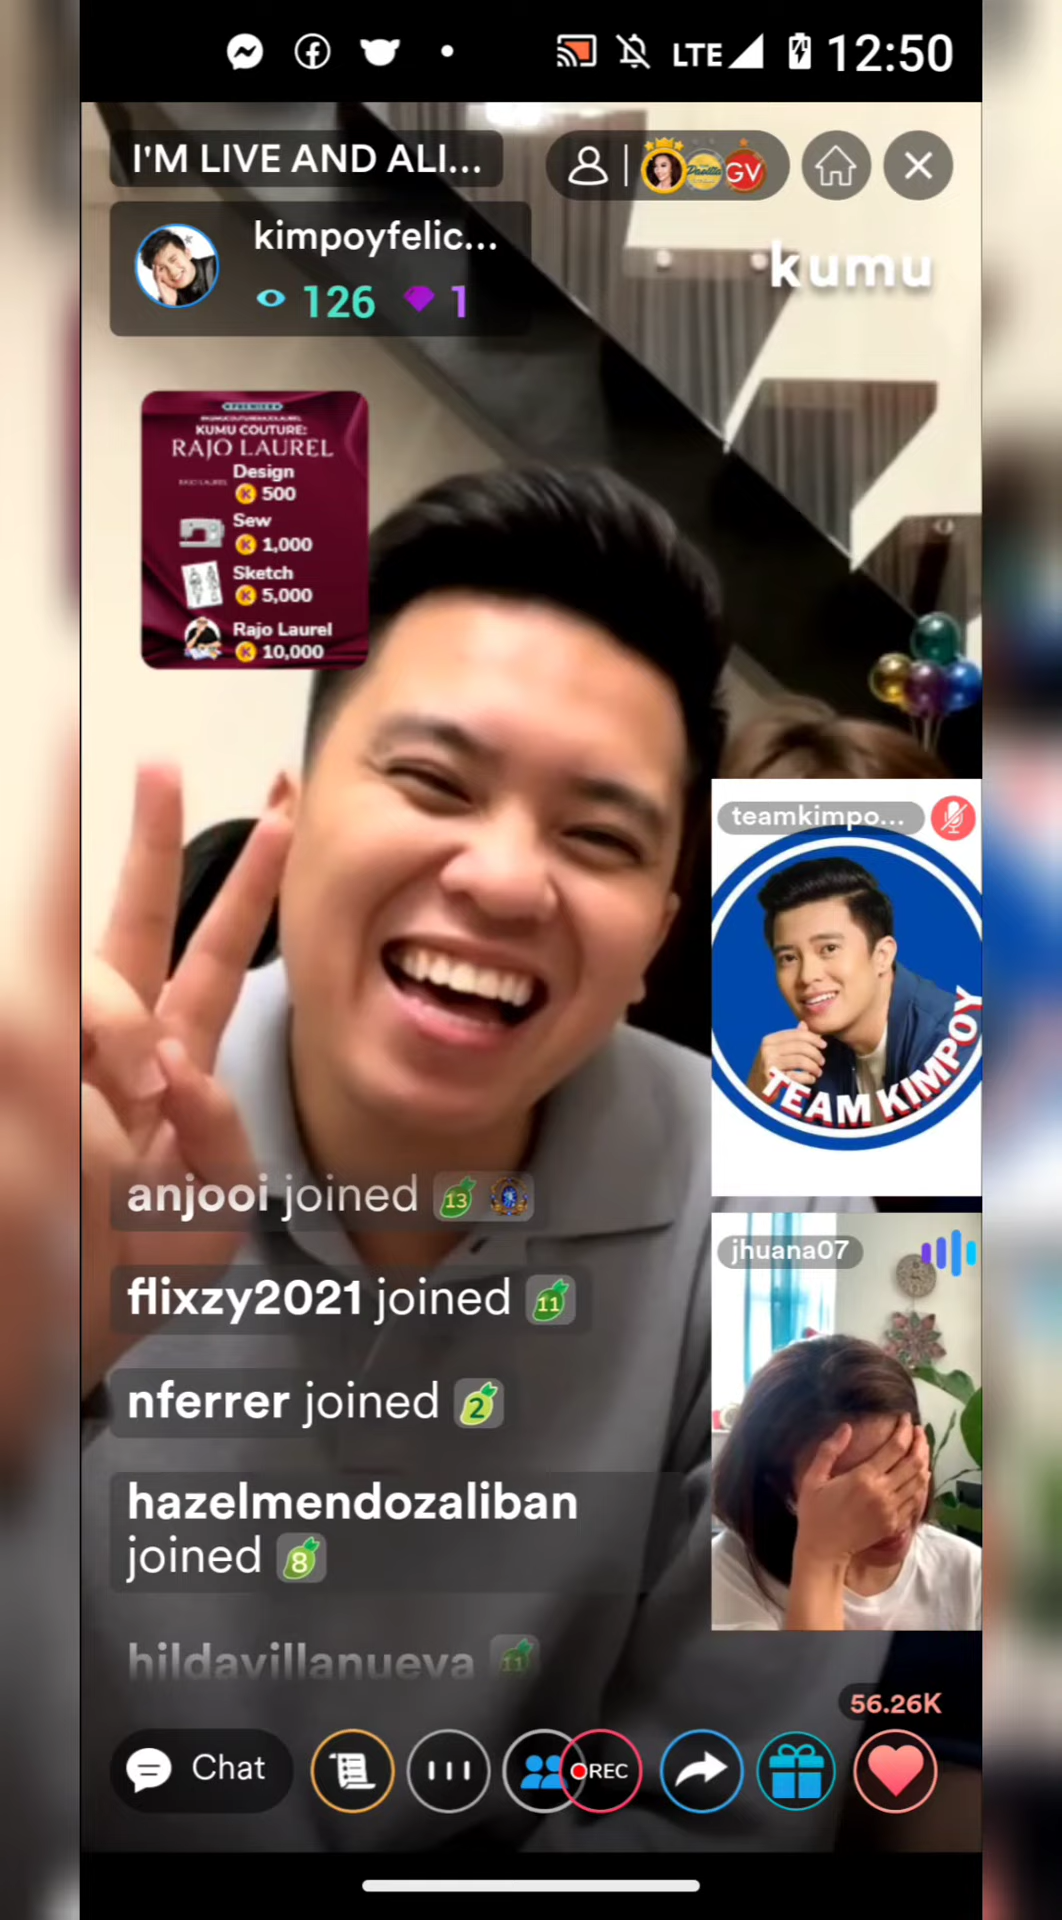 LTE 12:50
I'M LIVE AND ALI...
GV
kimpoyfelic...
126 1
kumu
KUMU COUTURE:
RAJO LAUREL
Design
500
RAJO LAUREL
Sew
1,000
Sketch
5,000
Rajo Laurel
10,000
teamkimpo...
TEAM KIMPOY
anjooi joined 13
jhuana07
flixzy2021 joined 11
nferrer joined 2
hazelmendozaliban
joined 8
hildavillanueva 11
56.26K
Chat
REC